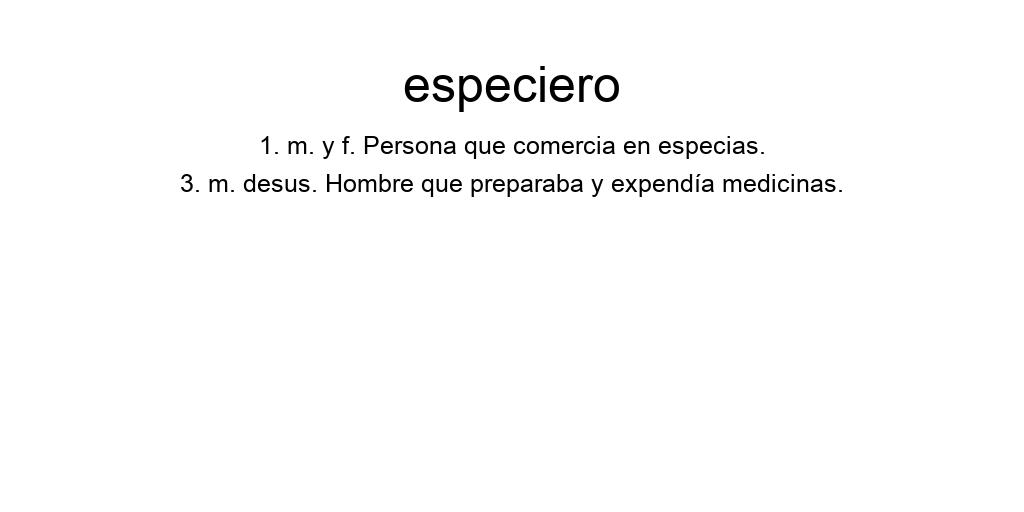 especiero
1. m. y f. Persona que comercia en especias.
3. m. desus. Hombre que preparaba y expendía medicinas.